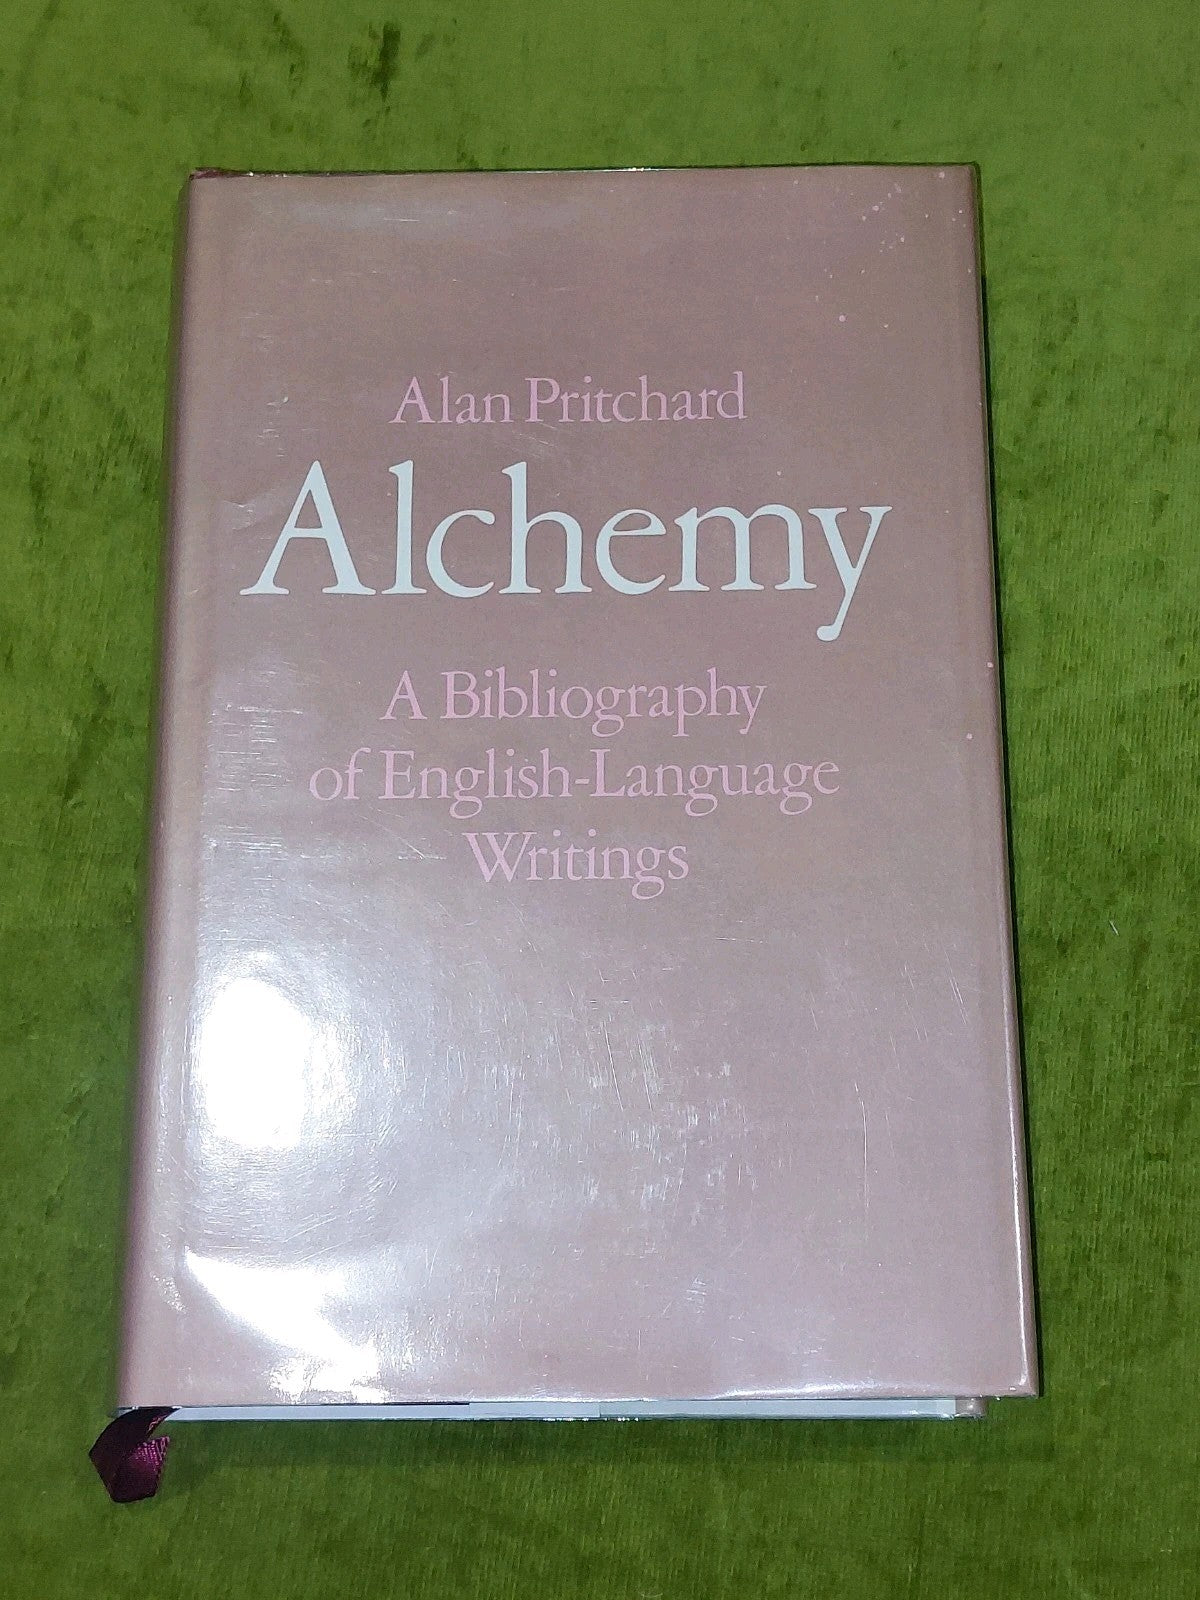 Alan Pritchard
Alchemy
A Bibliography
of English-Language
Writings